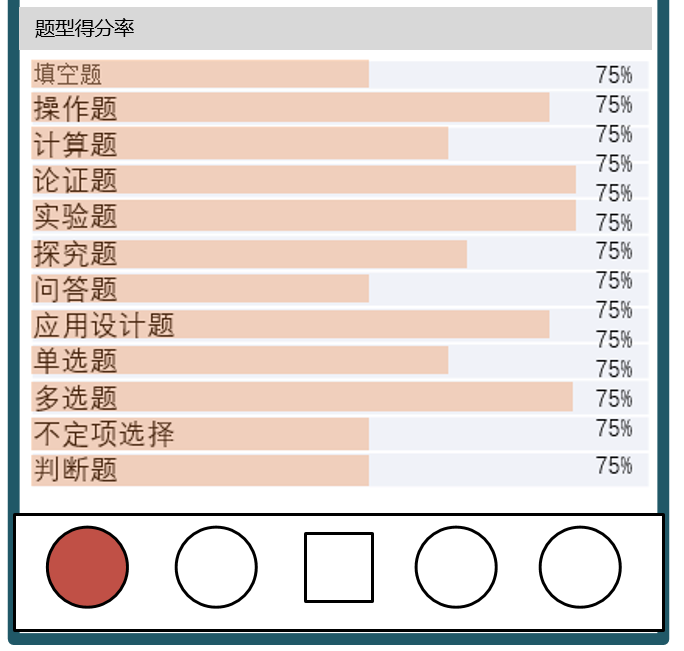 题型得分率
填空题 75%
操作题 75%
计算题 75%
75%
论证题 75%
实验题 75%
探究题 75%
问答题 75%
75%
应用设计题 75%
单选题 75%
多选题 75%
不定项选择 75%
判断题 75%